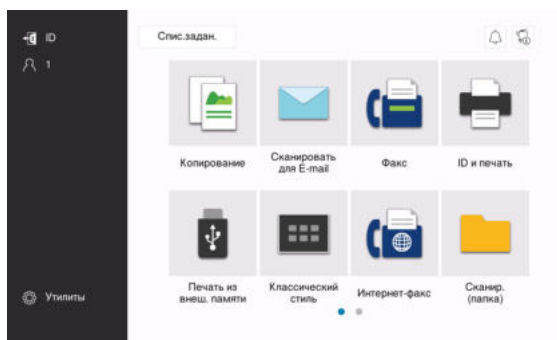 ID
1
Спис.задан.
Копирование
Сканировать
для E-mail
Факс
ID и печать
Печать из
внеш. памяти
Классический
стиль
Интернет-факс
Сканир.
(папка)
Утилиты